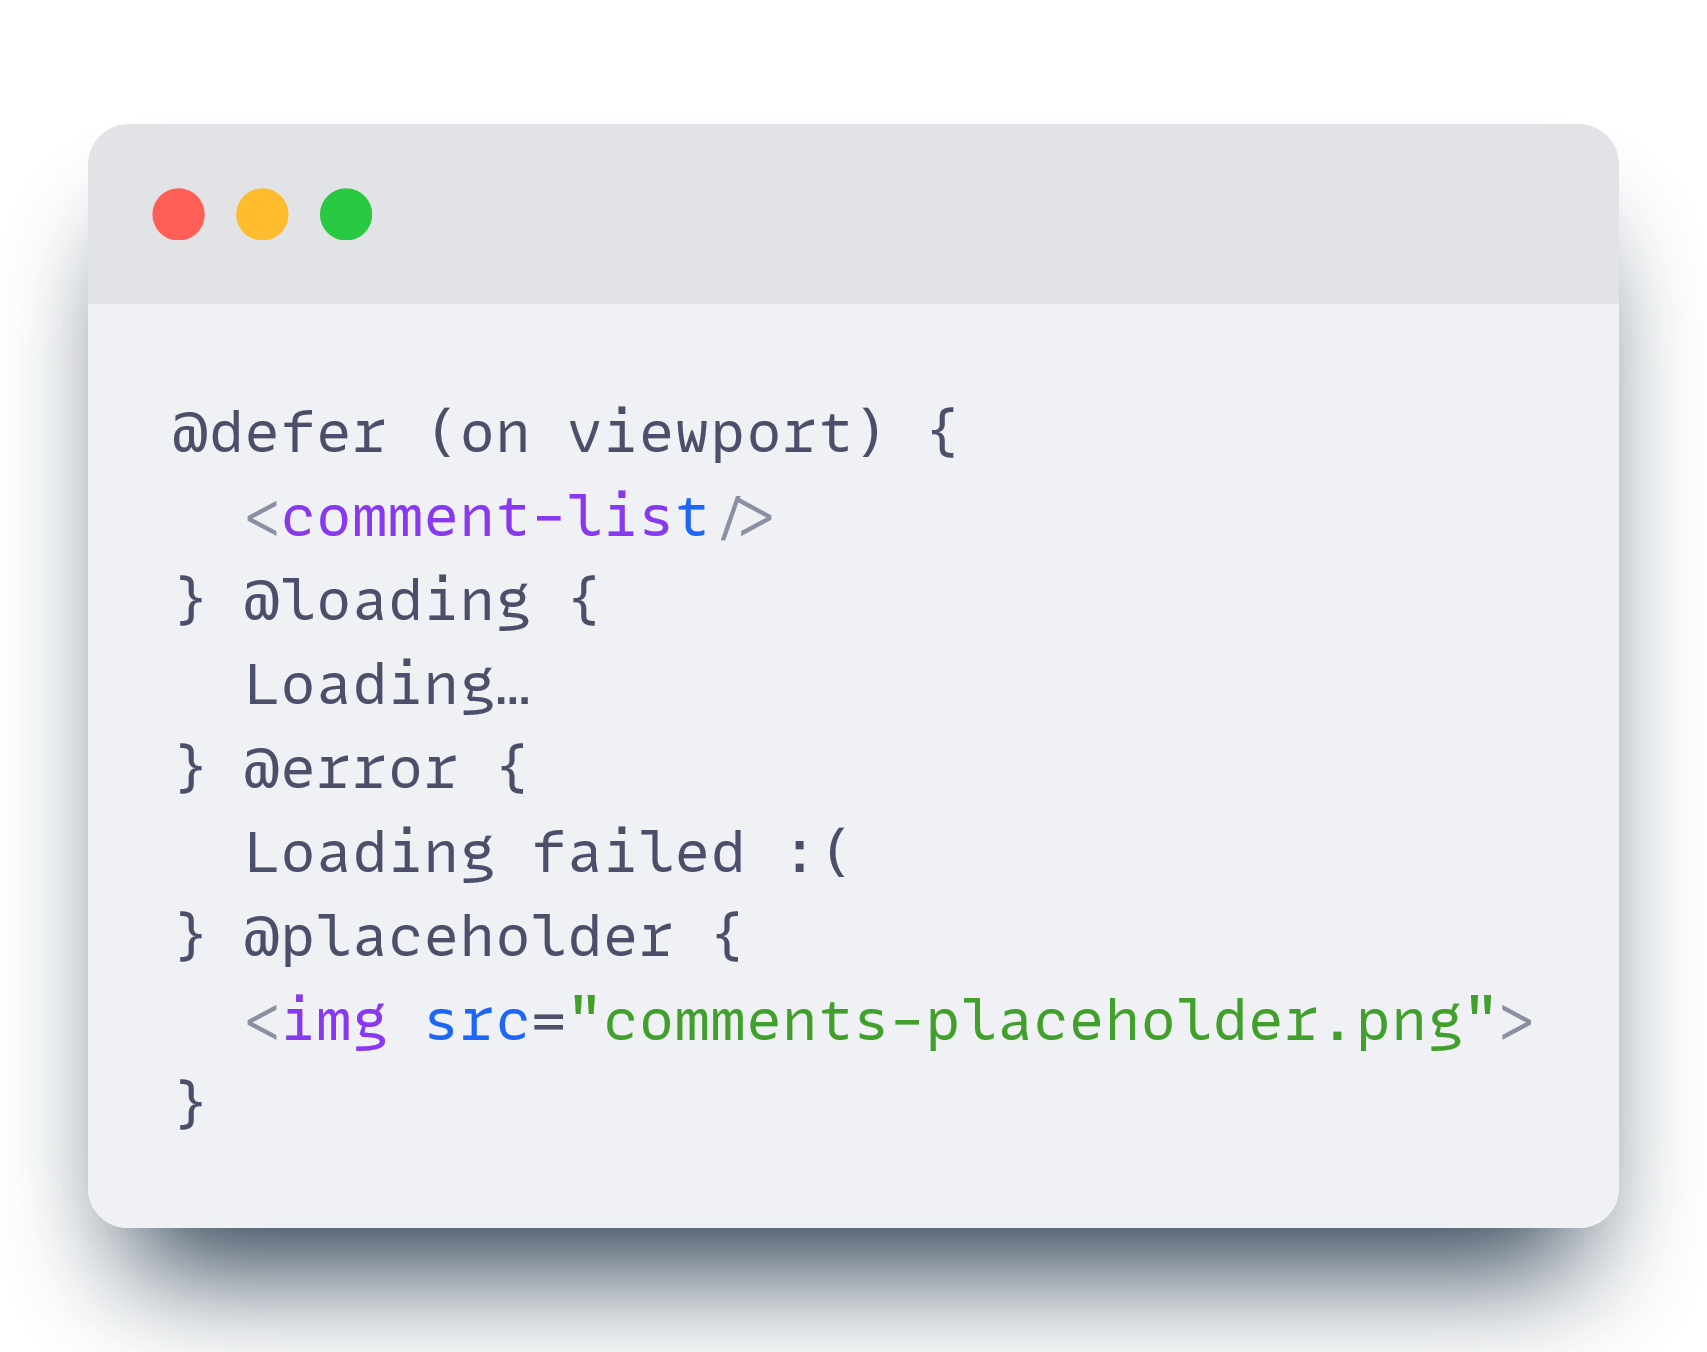 @defer (on viewport) {
  <comment-list/>
} @loading {
  Loading…
} @error {
  Loading failed :(
} @placeholder {
  <img src="comments-placeholder.png">
}